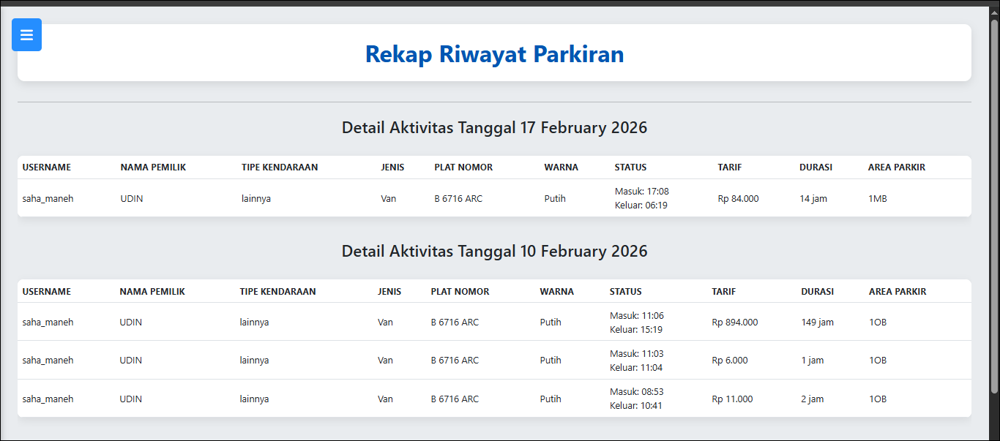 Rekap Riwayat Parkiran
Detail Aktivitas Tanggal 17 February 2026
USERNAME NAMA PEMILIK TIPE KENDARAAN JENIS PLAT NOMOR WARNA STATUS TARIF DURASI AREA PARKIR
saha_maneh UDIN lainnya Van B 6716 ARC Putih Masuk: 17:08 Rp 84.000 14 jam 1MB
Keluar: 06:19
Detail Aktivitas Tanggal 10 February 2026
USERNAME NAMA PEMILIK TIPE KENDARAAN JENIS PLAT NOMOR WARNA STATUS TARIF DURASI AREA PARKIR
saha_maneh UDIN lainnya Van B 6716 ARC Putih Masuk: 11:06 Rp 894.000 149 jam 1OB
Keluar: 15:19
saha_maneh UDIN lainnya Van B 6716 ARC Putih Masuk: 11:03 Rp 6.000 1 jam 1OB
Keluar: 11:04
saha_maneh UDIN lainnya Van B 6716 ARC Putih Masuk: 08:53 Rp 11.000 2 jam 1OB
Keluar: 10:41